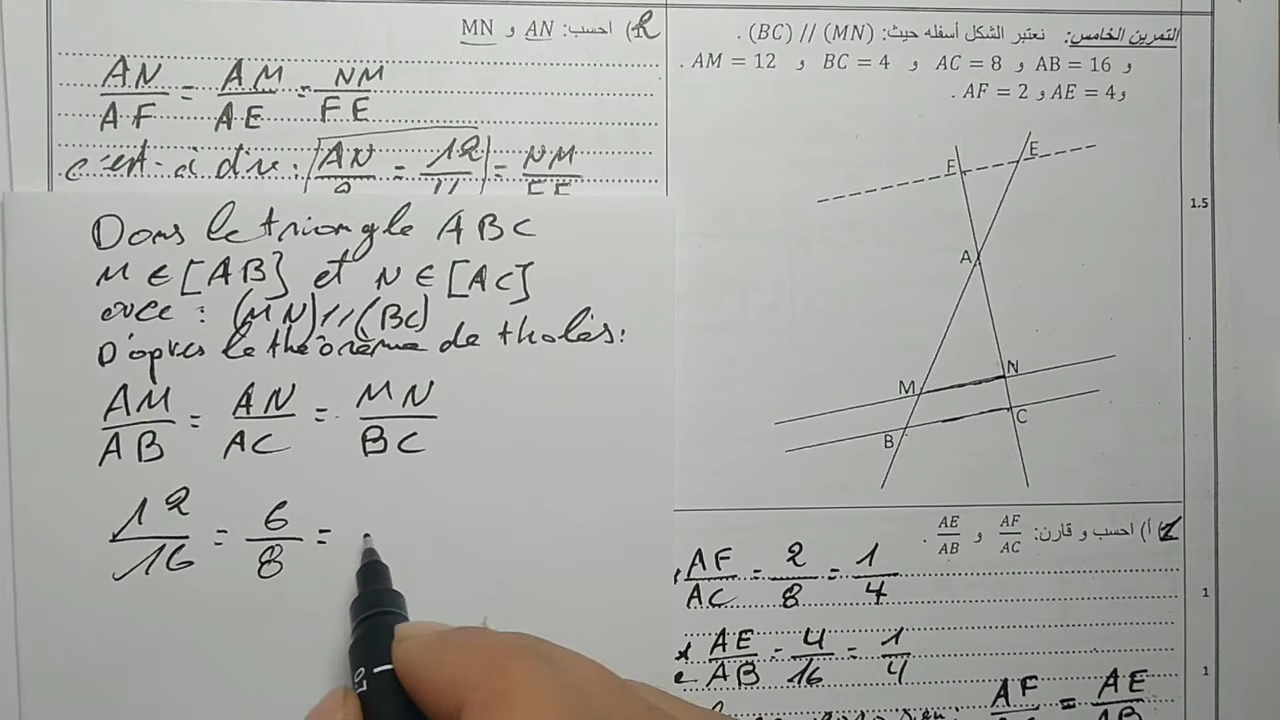 التمرين الخامس: نعتبر الشكل أسفله حيث: (BC) // (MN) .
و AB = 16 و AC = 8 و BC = 4 و AM = 12 .
و AE = 4 و AF = 2 .
1.5
F E
A
M N
B C
1) أ) احسب و قارن: AF/AC و AE/AB .
AF/AC = 2/8 = 1/4
1
AE/AB = 4/16 = 1/4
1
AF = AE
2) احسب: AN و MN
AN/AF = AM/AE = NM/FE
c'est-à dire: AN/2 = 12/4 = NM/FE
Dans le triangle ABC
M ∈ [AB] et N ∈ [AC]
avec : (MN)//(BC)
D'après le théorème de thalès:
AM/AB = AN/AC = MN/BC
12/16 = 6/8 =